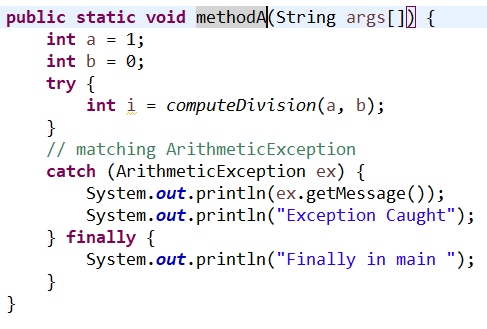 public static void methodA(String args[]) {
    int a = 1;
    int b = 0;
    try {
        int i = computeDivision(a, b);
    }
    // matching ArithmeticException
    catch (ArithmeticException ex) {
        System.out.println(ex.getMessage());
        System.out.println("Exception Caught");
    } finally {
        System.out.println("Finally in main ");
    }
}